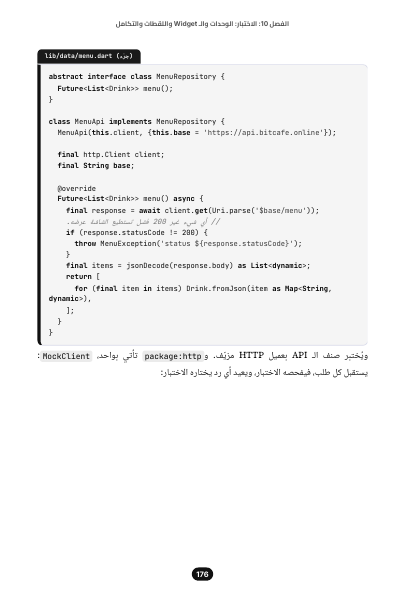 الفصل 10: الاختبار: الوحدات والـ Widget واللقطات والتكامل
lib/data/menu.dart (جزء)
abstract interface class MenuRepository {
  Future<List<Drink>> menu();
}
class MenuApi implements MenuRepository {
  MenuApi(this.client, {this.base = 'https://api.bitcafe.online'});
  final http.Client client;
  final String base;
  @override
  Future<List<Drink>> menu() async {
    final response = await client.get(Uri.parse('$base/menu'));
    // أي شيء غير 200 فشل تستطيع الشاشة عرضه.
    if (response.statusCode != 200) {
      throw MenuException('status ${response.statusCode}');
    }
    final items = jsonDecode(response.body) as List<dynamic>;
    return [
      for (final item in items) Drink.fromJson(item as Map<String,
dynamic>),
    ];
  }
}
ويُختبر صنف الـ API بعميل HTTP مزيّف. و package:http تأتي بواحد، MockClient :
يستقبل كل طلب، فيفحصه الاختبار، ويعيد أي رد يختاره الاختبار:
176